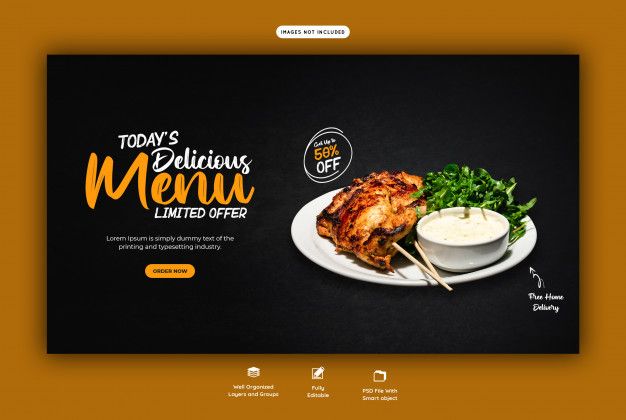 IMAGES NOT INCLUDED
TODAY'S
Delicious
Menu
LIMITED OFFER
Lorem Ipsum is simply dummy text of the
printing and typesetting industry.
ORDER NOW
Get Up to
50%
OFF
Free Home
Delivery
Well Organized
Layers and Groups
Fully
Editable
PSD File With
Smart object